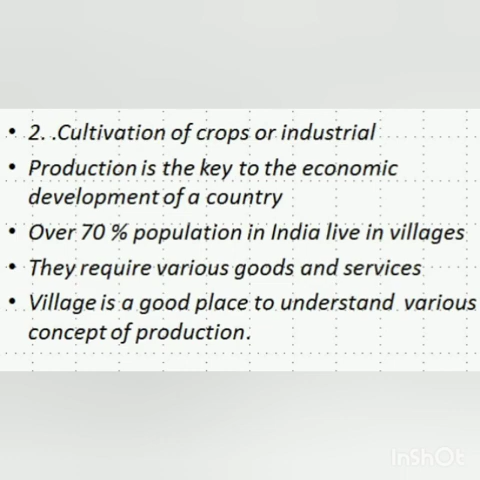 • 2. .Cultivation of crops or industrial
• Production is the key to the economic
development of a country
• Over 70 % population in India live in villages
• They require various goods and services
• Village is a good place to understand various
concept of production.
InShOt